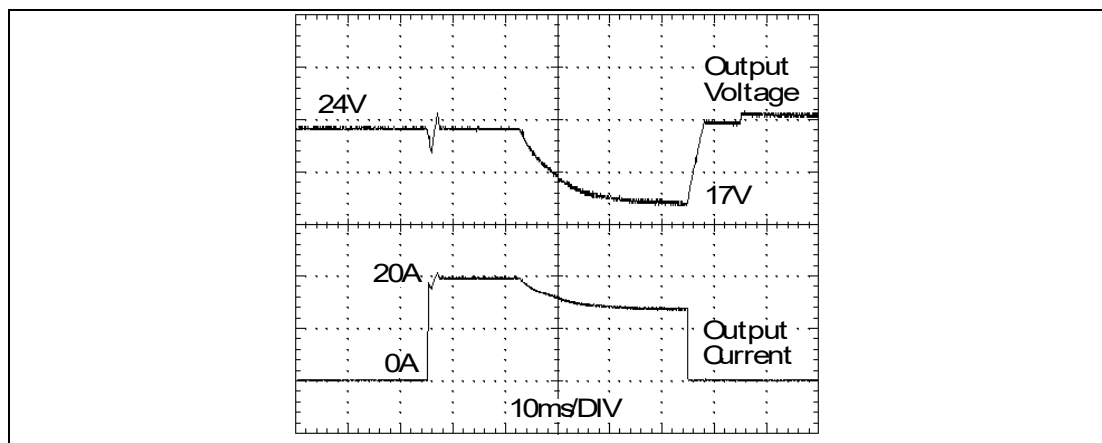 Output
Voltage
24V
17V
20A
Output
Current
0A
10ms/DIV